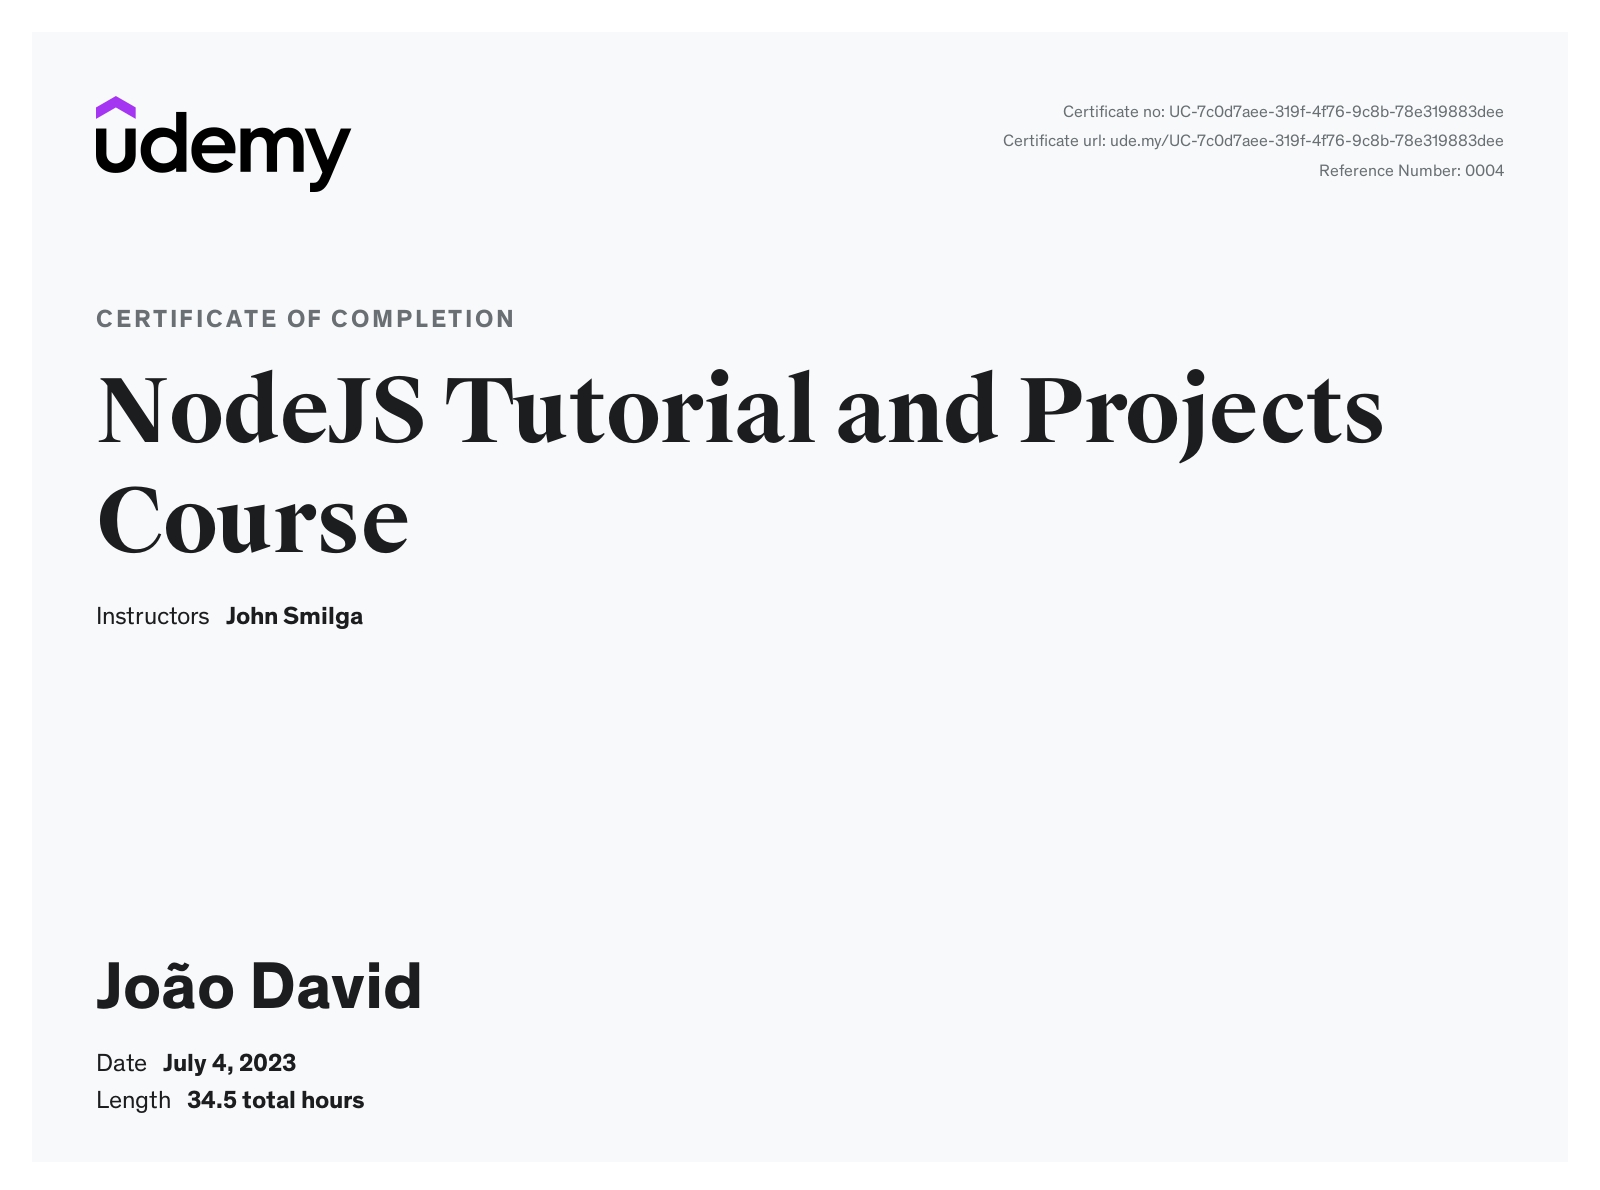 udemy
Certificate no: UC-7c0d7aee-319f-4f76-9c8b-78e319883dee
Certificate url: ude.my/UC-7c0d7aee-319f-4f76-9c8b-78e319883dee
Reference Number: 0004
CERTIFICATE OF COMPLETION
NodeJS Tutorial and Projects
Course
Instructors John Smilga
João David
Date July 4, 2023
Length 34.5 total hours